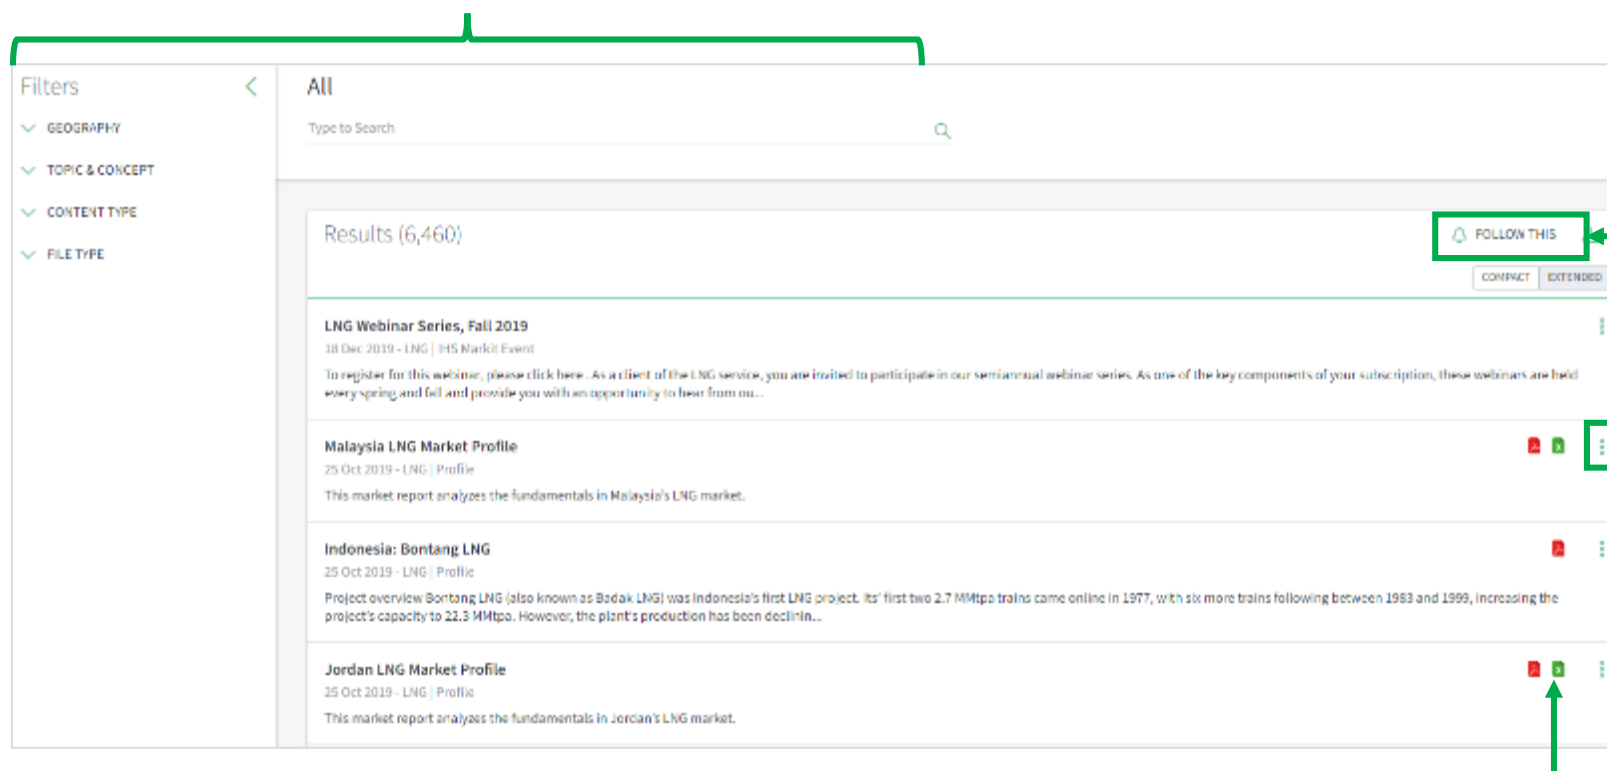 Filters
GEOGRAPHY
TOPIC & CONCEPT
CONTENT TYPE
FILE TYPE
All
Type to Search
Results (6,460)
FOLLOW THIS
COMPACT EXTENDED
LNG Webinar Series, Fall 2019
18 Dec 2019 - LNG | IHS Markit Event
To register for this webinar, please click here. As a client of the LNG service, you are invited to participate in our semiannual webinar series. As one of the key components of your subscription, these webinars are held
every spring and fall and provide you with an opportunity to hear from ou...
Malaysia LNG Market Profile
25 Oct 2019 - LNG | Profile
This market report analyzes the fundamentals in Malaysia's LNG market.
Indonesia: Bontang LNG
25 Oct 2019 - LNG | Profile
Project overview Bontang LNG (also known as Badak LNG) was Indonesia's first LNG project. Its' first two 2.7 MMtpa trains came online in 1977, with six more trains following between 1983 and 1999, increasing the
project's capacity to 22.3 MMtpa. However, the plant's production has been declinin...
Jordan LNG Market Profile
25 Oct 2019 - LNG | Profile
This market report analyzes the fundamentals in Jordan's LNG market.